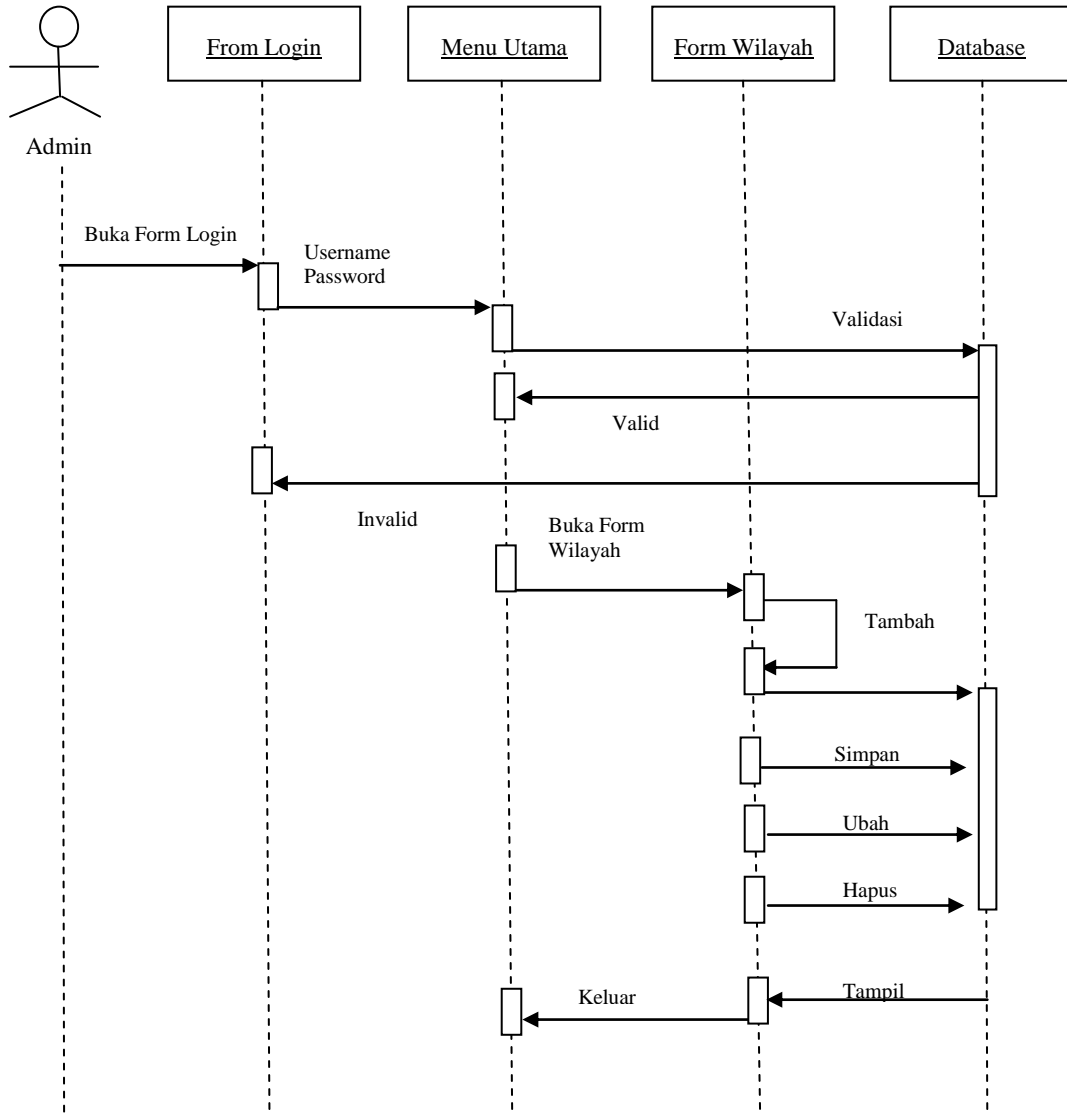 From Login
Menu Utama
Form Wilayah
Database
Admin
Buka Form Login
Username
Password
Validasi
Valid
Invalid
Buka Form
Wilayah
Tambah
Simpan
Ubah
Hapus
Tampil
Keluar